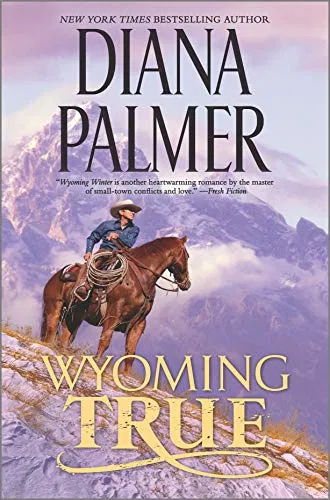 NEW YORK TIMES BESTSELLING AUTHOR
DIANA
PALMER
“Wyoming Winter is another heartwarming romance by the master
of small-town conflicts and love.” —Fresh Fiction
WYOMING
TRUE